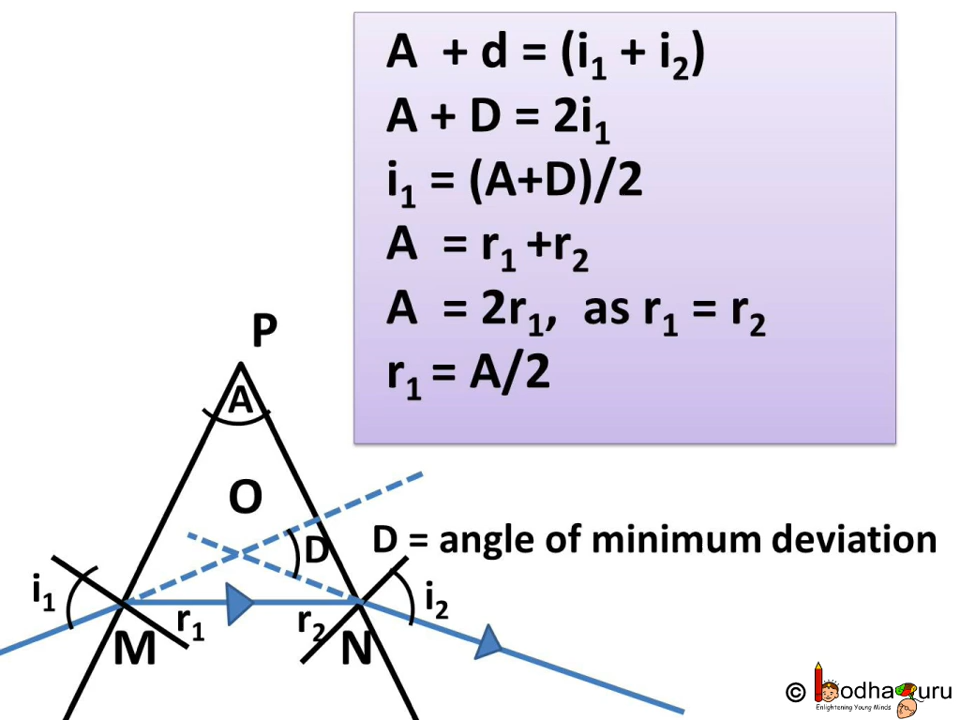 A + d = (i₁ + i₂)
A + D = 2i₁
i₁ = (A+D)/2
A = r₁ +r₂
A = 2r₁, as r₁ = r₂
r₁ = A/2
P
A
O
D
D = angle of minimum deviation
i₁
r₁
r₂
i₂
M
N
© BodhaGuru
Enlightening Young Minds